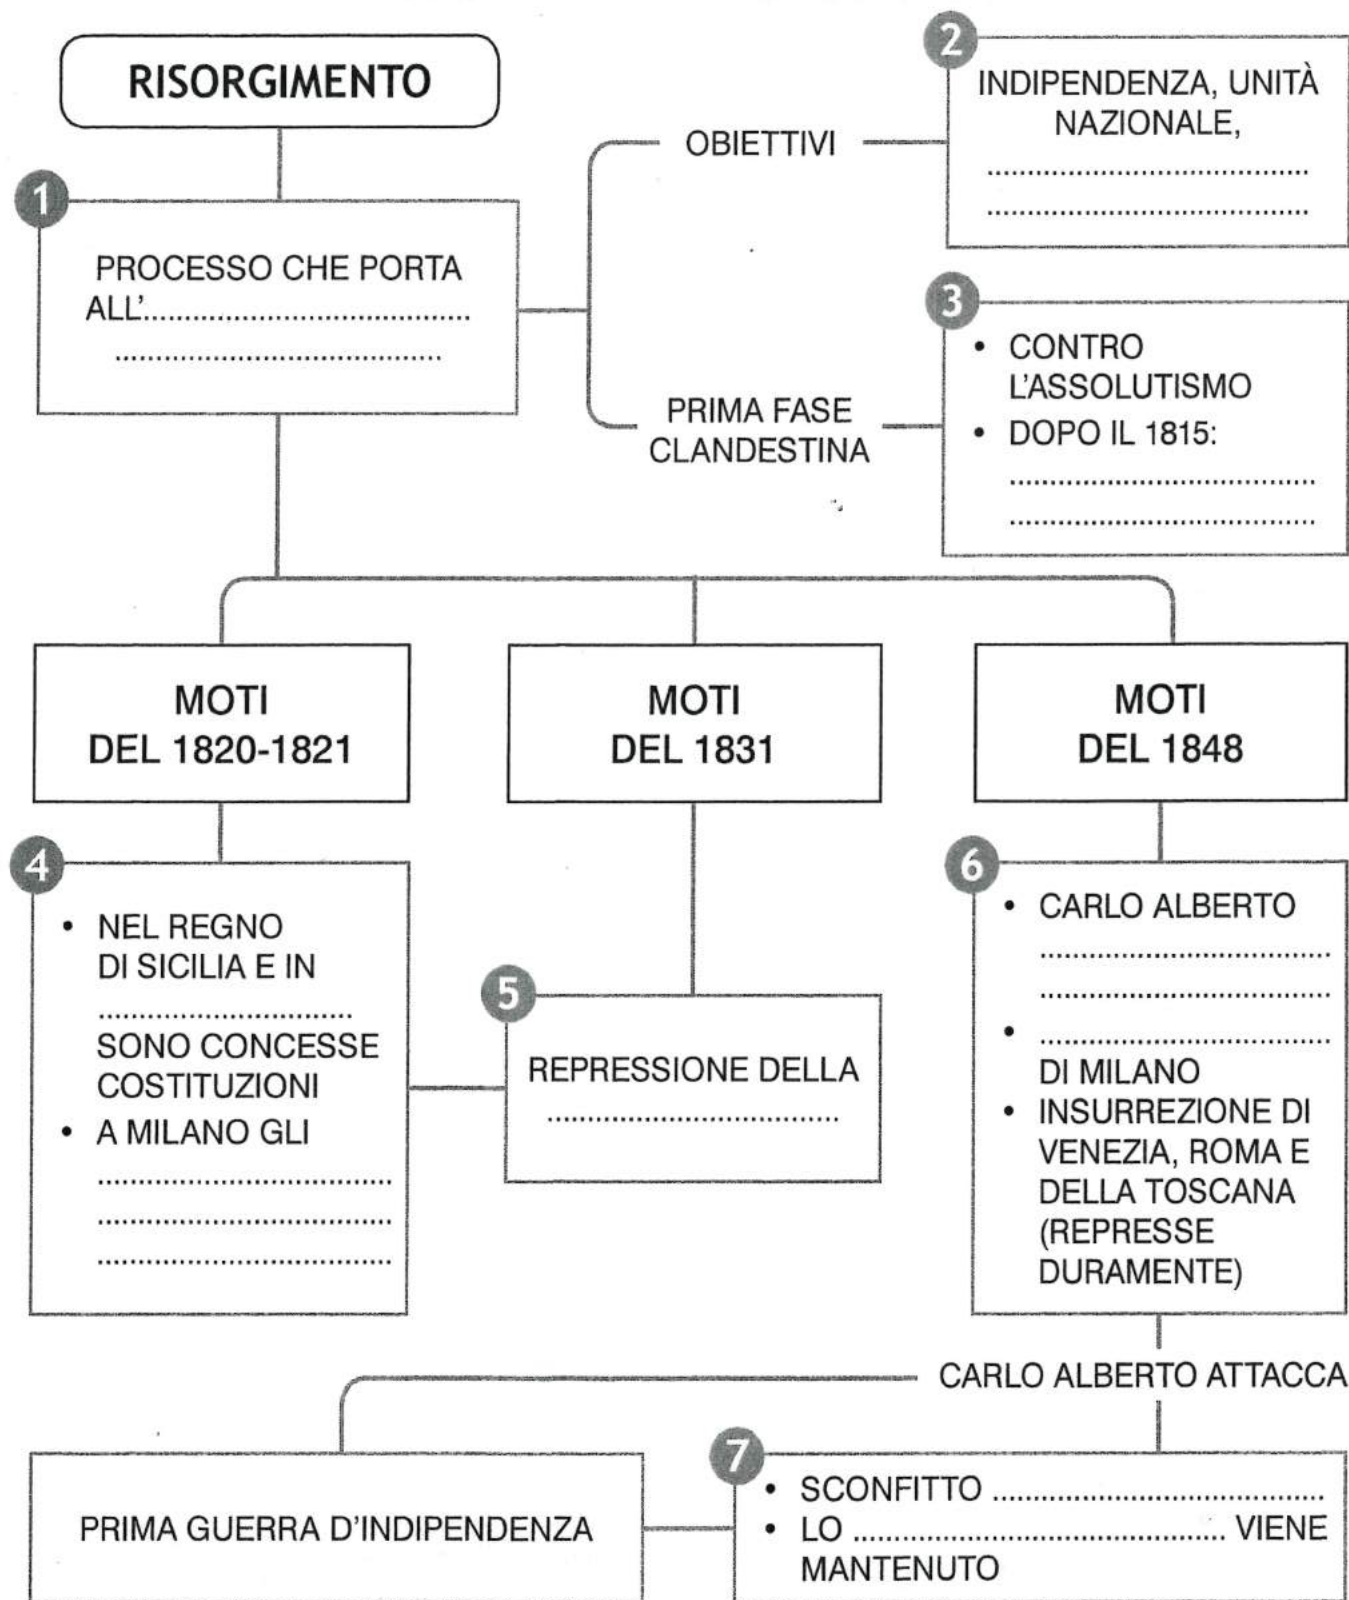 RISORGIMENTO
1
PROCESSO CHE PORTA
ALL'........................................
........................................
OBIETTIVI
2
INDIPENDENZA, UNITÀ
NAZIONALE,
........................................
........................................
PRIMA FASE
CLANDESTINA
3
• CONTRO
L'ASSOLUTISMO
• DOPO IL 1815:
......................................
......................................
MOTI
DEL 1820-1821
MOTI
DEL 1831
MOTI
DEL 1848
4
• NEL REGNO
DI SICILIA E IN
................................
SONO CONCESSE
COSTITUZIONI
• A MILANO GLI
.....................................
.....................................
.....................................
5
REPRESSIONE DELLA
....................................
6
• CARLO ALBERTO
....................................
....................................
• ....................................
DI MILANO
• INSURREZIONE DI
VENEZIA, ROMA E
DELLA TOSCANA
(REPRESSE
DURAMENTE)
CARLO ALBERTO ATTACCA
PRIMA GUERRA D'INDIPENDENZA
7
• SCONFITTO .........................................
• LO .............................................. VIENE
MANTENUTO